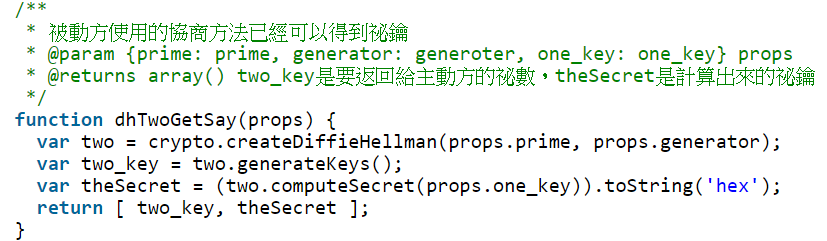 /**
 * 被動方使用的協商方法已經可以得到祕鑰
 * @param {prime: prime, generator: generoter, one_key: one_key} props
 * @returns array() two_key是要返回給主動方的祕數，theSecret是計算出來的祕鑰
 */
function dhTwoGetSay(props) {
  var two = crypto.createDiffieHellman(props.prime, props.generator);
  var two_key = two.generateKeys();
  var theSecret = (two.computeSecret(props.one_key)).toString('hex');
  return [ two_key, theSecret ];
}